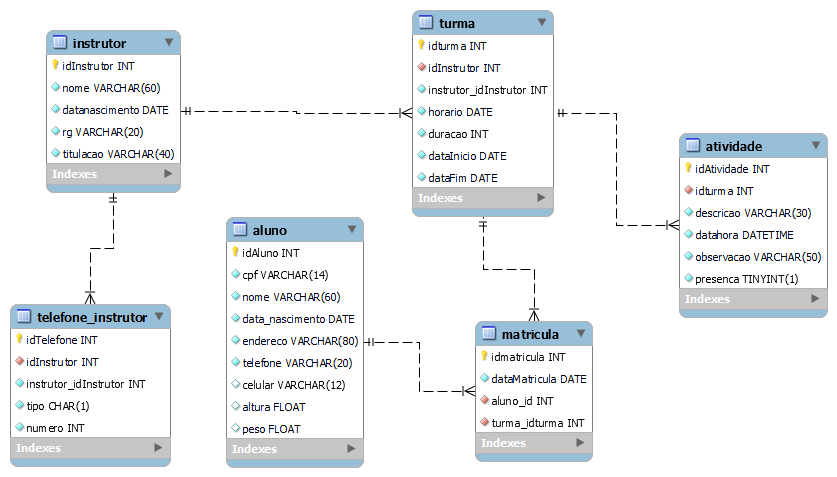 instrutor
idInstrutor INT
nome VARCHAR(60)
datanascimento DATE
rg VARCHAR(20)
titulacao VARCHAR(40)
Indexes
turma
idturma INT
idInstrutor INT
instrutor_idInstrutor INT
horario DATE
duracao INT
dataInicio DATE
dataFim DATE
Indexes
atividade
idAtividade INT
idturma INT
descricao VARCHAR(30)
datahora DATETIME
observacao VARCHAR(50)
presenca TINYINT(1)
Indexes
aluno
idAluno INT
cpf VARCHAR(14)
nome VARCHAR(60)
data_nascimento DATE
endereco VARCHAR(80)
telefone VARCHAR(20)
celular VARCHAR(12)
altura FLOAT
peso FLOAT
Indexes
telefone_instrutor
idTelefone INT
idInstrutor INT
instrutor_idInstrutor INT
tipo CHAR(1)
numero INT
Indexes
matricula
idmatricula INT
dataMatricula DATE
aluno_id INT
turma_idturma INT
Indexes